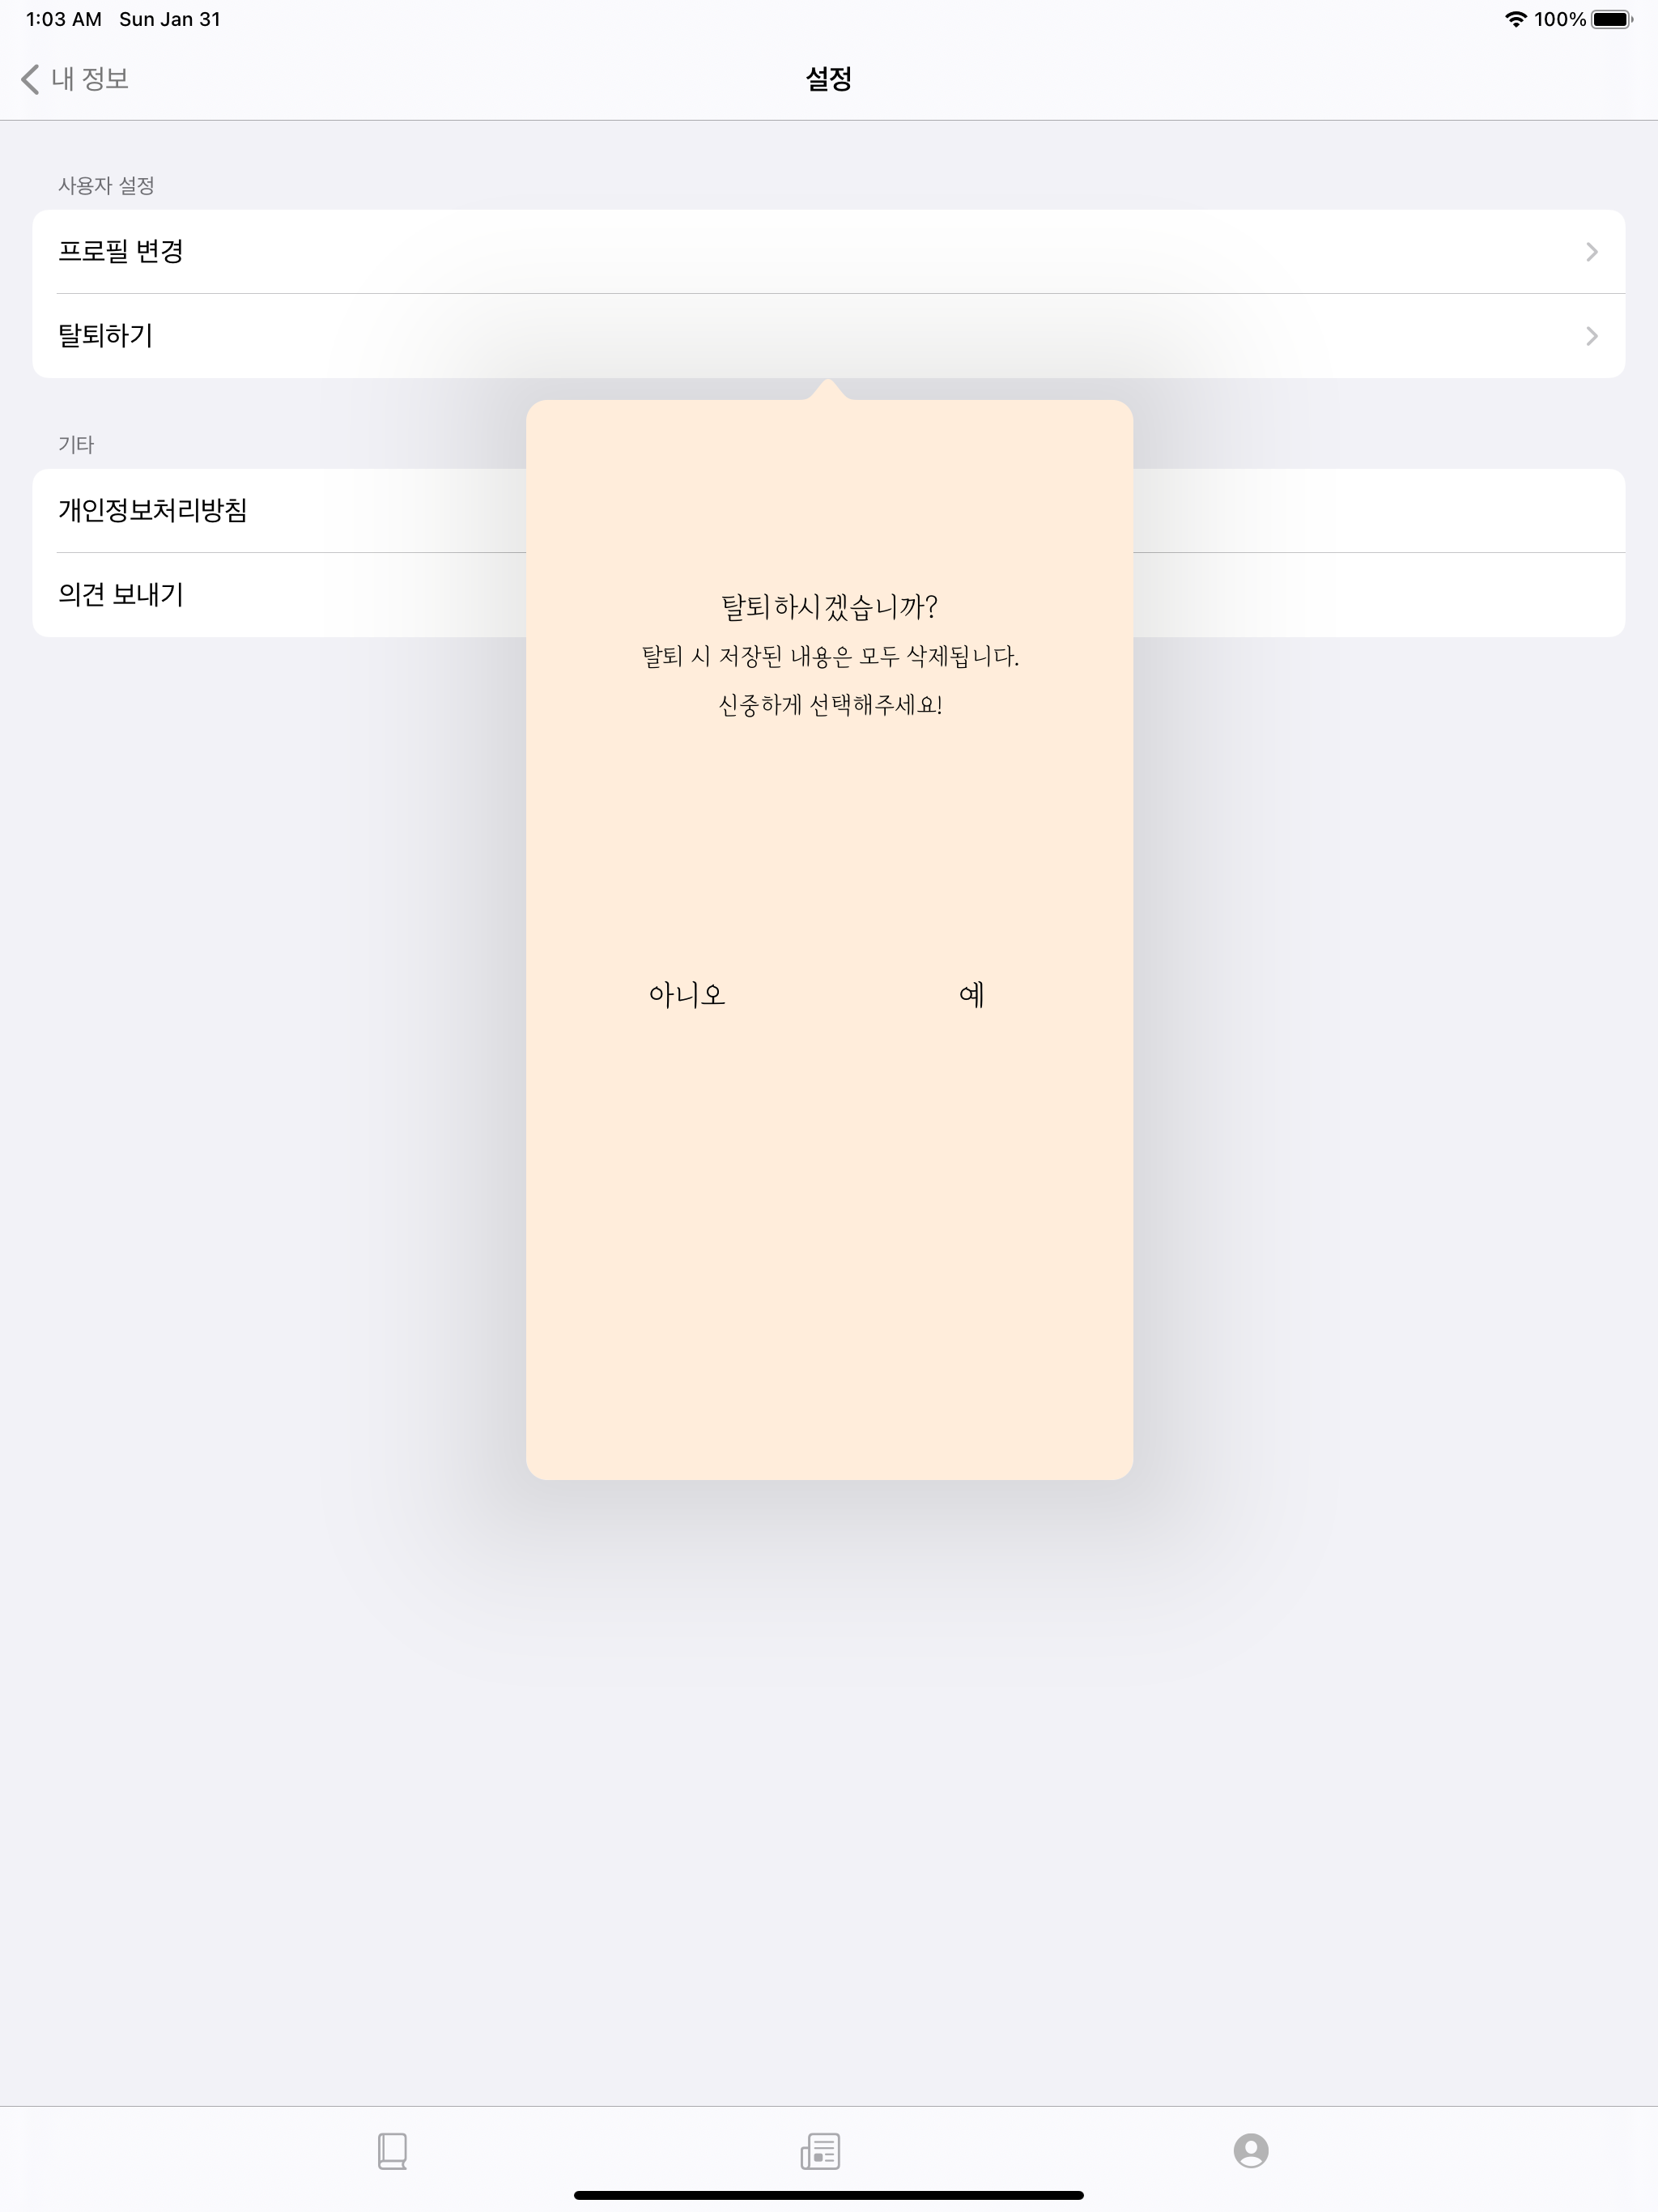 1:03 AM Sun Jan 31 100%
내 정보 설정
사용자 설정
프로필 변경
탈퇴하기
기타
개인정보처리방침
의견 보내기
탈퇴하시겠습니까?
탈퇴 시 저장된 내용은 모두 삭제됩니다.
신중하게 선택해주세요!
아니오 예